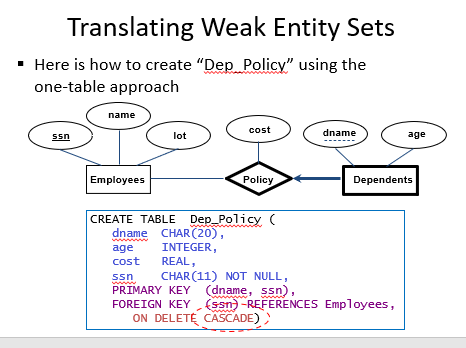 Translating Weak Entity Sets
▪ Here is how to create “Dep_Policy” using the
one-table approach
name
ssn
lot
cost
dname
age
Employees
Policy
Dependents
CREATE TABLE Dep_Policy (
dname CHAR(20),
age INTEGER,
cost REAL,
ssn CHAR(11) NOT NULL,
PRIMARY KEY (dname, ssn),
FOREIGN KEY (ssn) REFERENCES Employees,
ON DELETE CASCADE)